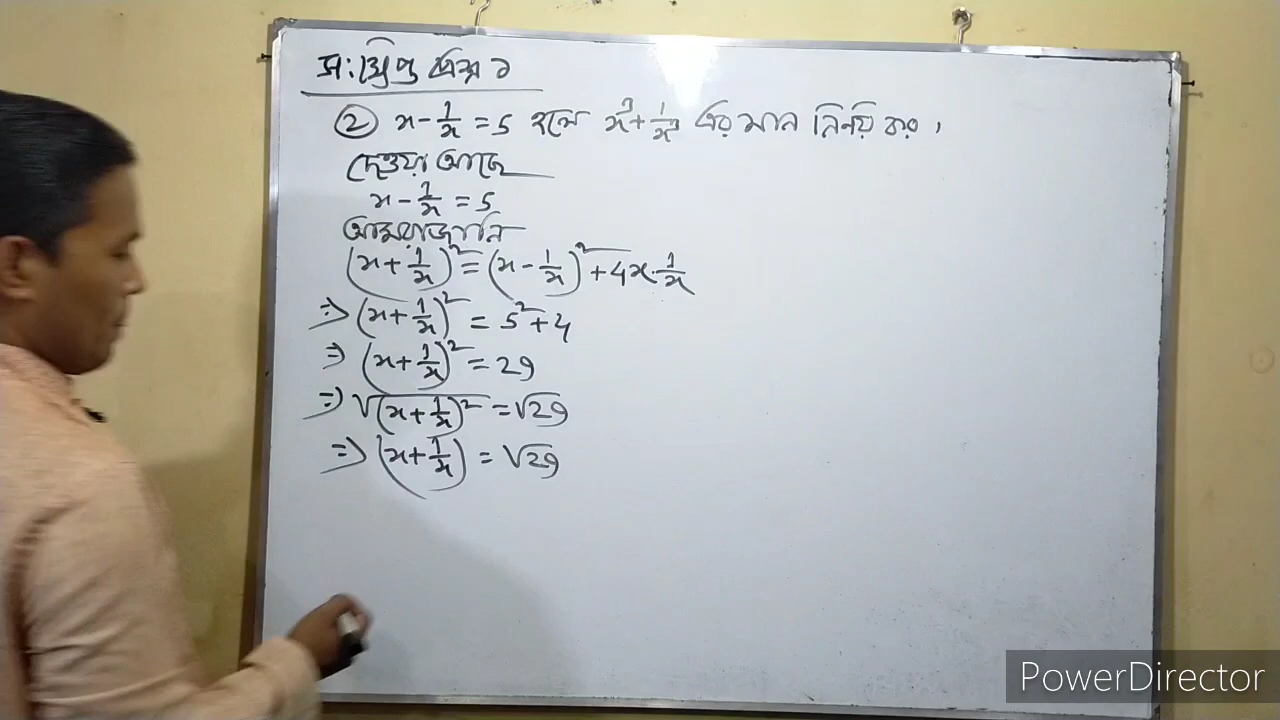 সংক্ষিপ্ত প্রশ্ন ১
② x - 1/x = 5 হলে x³ + 1/x³ এর মান নির্ণয় কর ।
দেওয়া আছে
x - 1/x = 5
আমরা জানি
(x + 1/x)² = (x - 1/x)² + 4x·1/x
⇒ (x + 1/x)² = 5² + 4
⇒ (x + 1/x)² = 29
⇒ √(x + 1/x)² = √29
⇒ (x + 1/x) = √29
PowerDirector